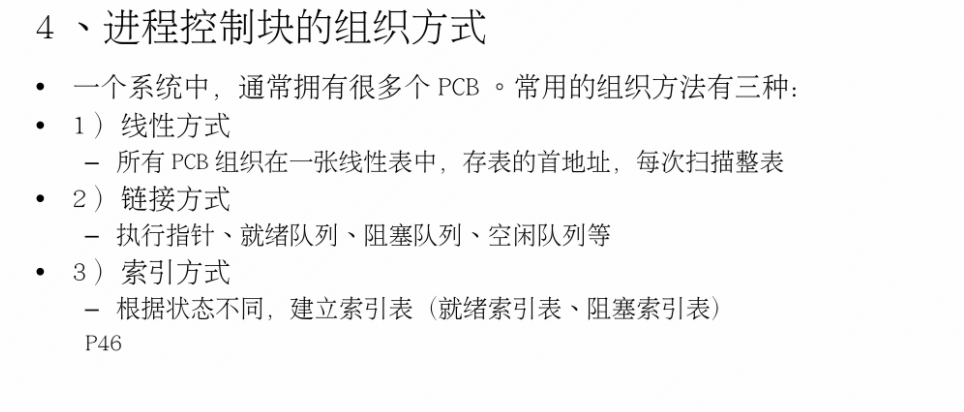 4、进程控制块的组织方式
• 一个系统中，通常拥有很多个 PCB 。常用的组织方法有三种：
• 1）线性方式
– 所有 PCB 组织在一张线性表中，存表的首地址，每次扫描整表
• 2）链接方式
– 执行指针、就绪队列、阻塞队列、空闲队列等
• 3）索引方式
– 根据状态不同，建立索引表（就绪索引表、阻塞索引表）
P46